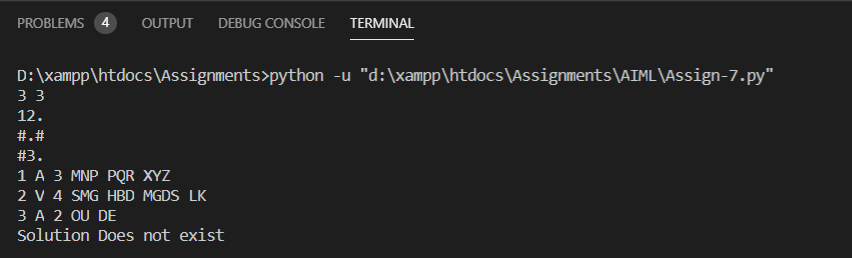 PROBLEMS 4 OUTPUT DEBUG CONSOLE TERMINAL
D:\xampp\htdocs\Assignments>python -u "d:\xampp\htdocs\Assignments\AIML\Assign-7.py"
3 3
12.
#.#
#3.
1 A 3 MNP PQR XYZ
2 V 4 SMG HBD MGDS LK
3 A 2 OU DE
Solution Does not exist